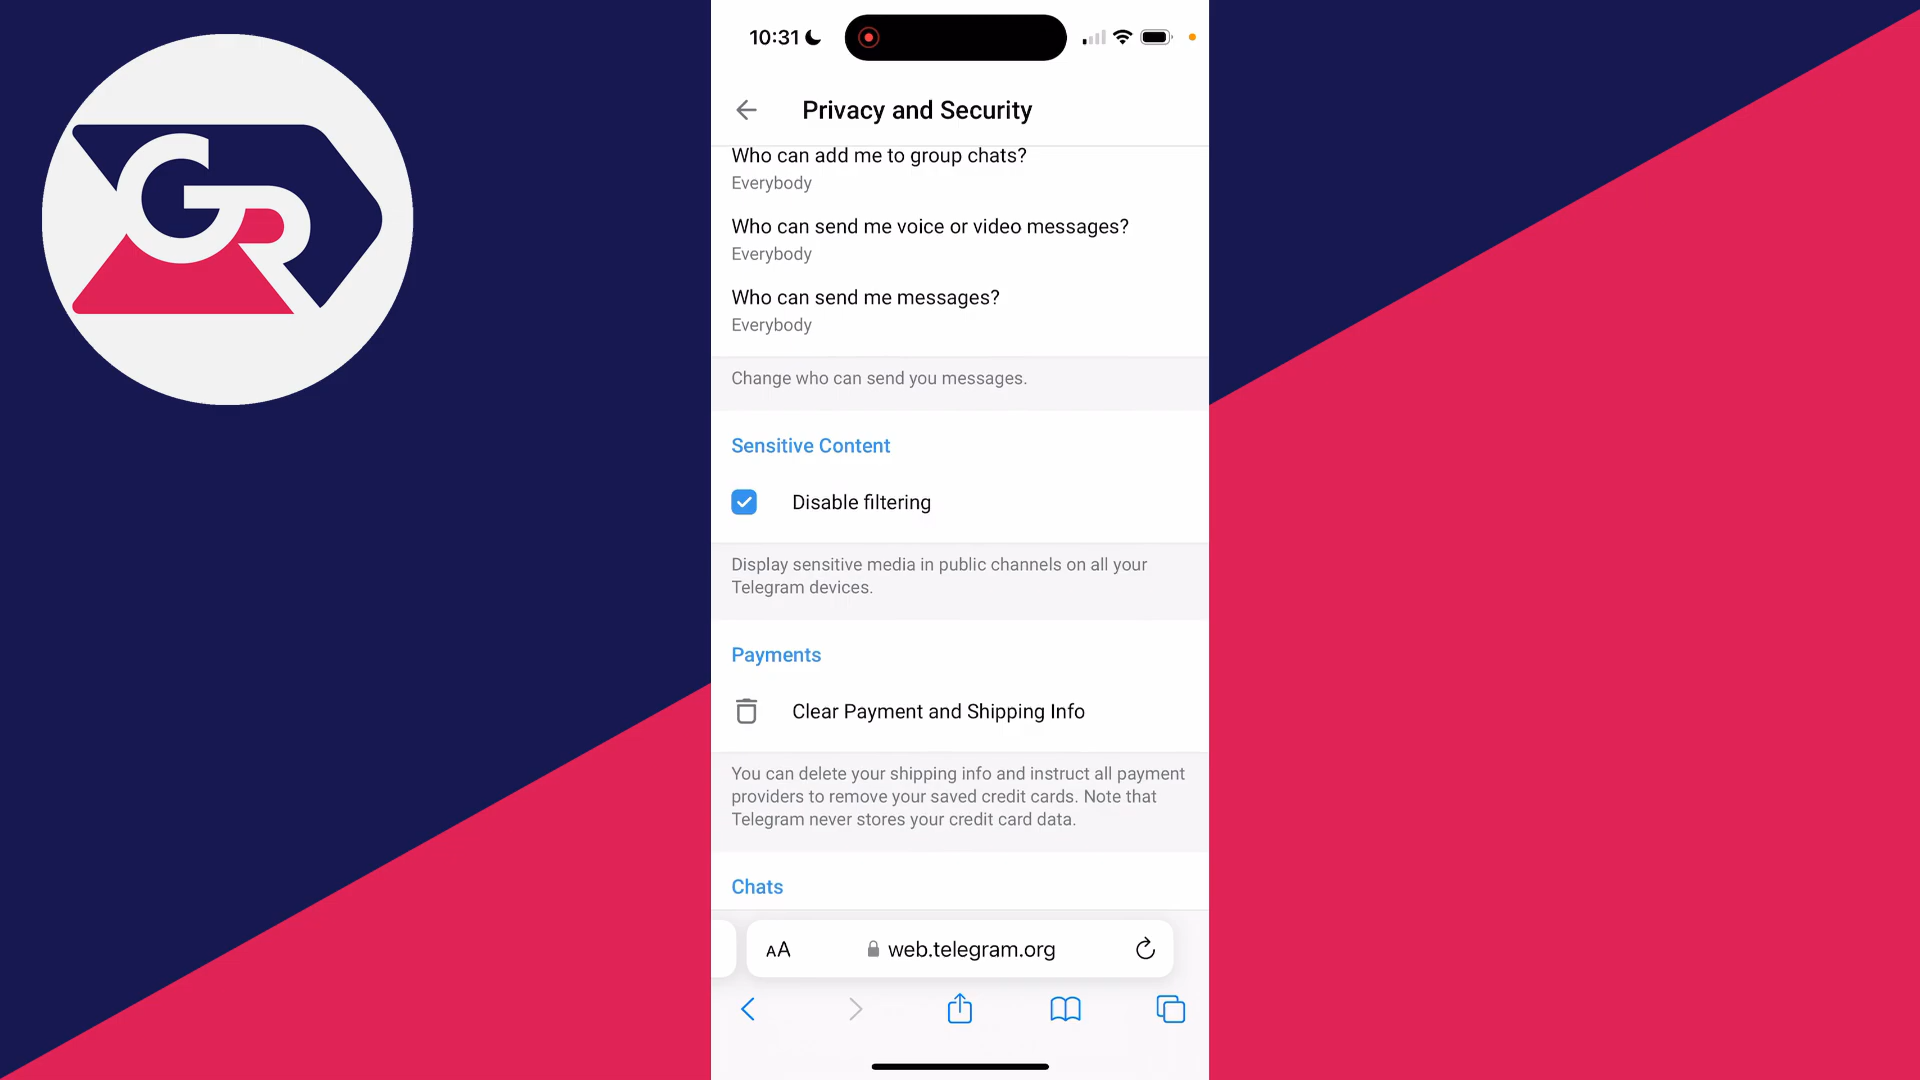 GR
10:31
Privacy and Security
Who can add me to group chats?
Everybody
Who can send me voice or video messages?
Everybody
Who can send me messages?
Everybody
Change who can send you messages.
Sensitive Content
Disable filtering
Display sensitive media in public channels on all your
Telegram devices.
Payments
Clear Payment and Shipping Info
You can delete your shipping info and instruct all payment
providers to remove your saved credit cards. Note that
Telegram never stores your credit card data.
Chats
AA web.telegram.org